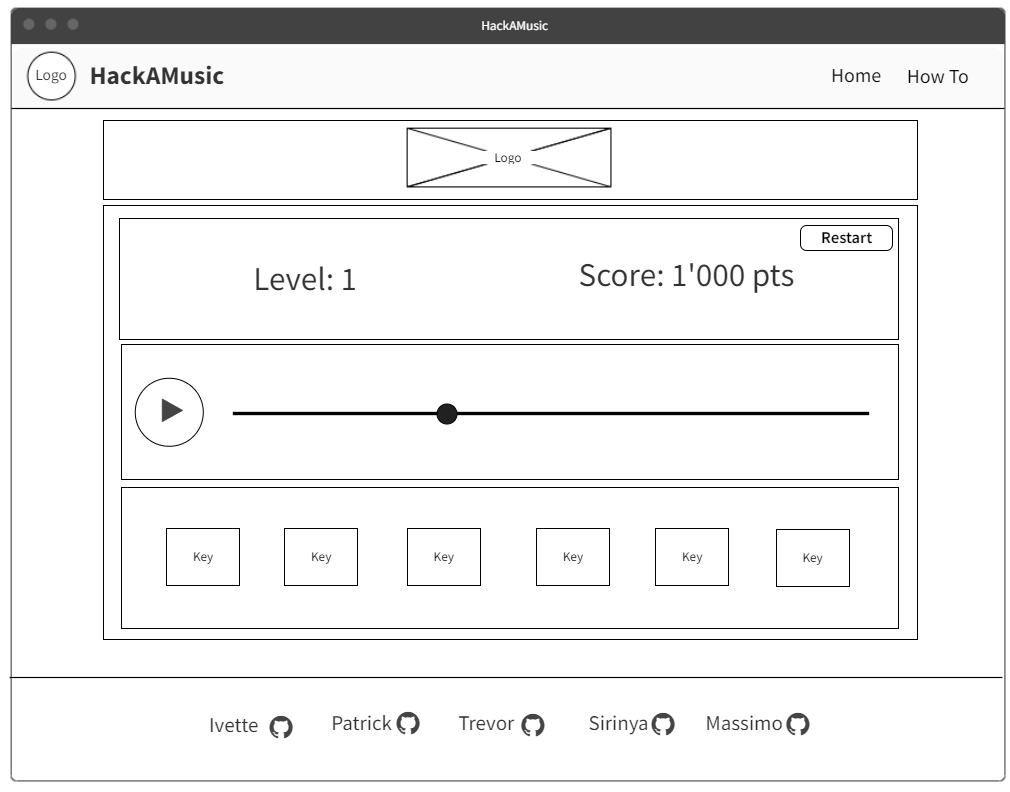 HackAMusic
Logo HackAMusic Home How To
Logo
Restart
Level: 1 Score: 1'000 pts
Key Key Key Key Key Key
Ivette Patrick Trevor Sirinya Massimo